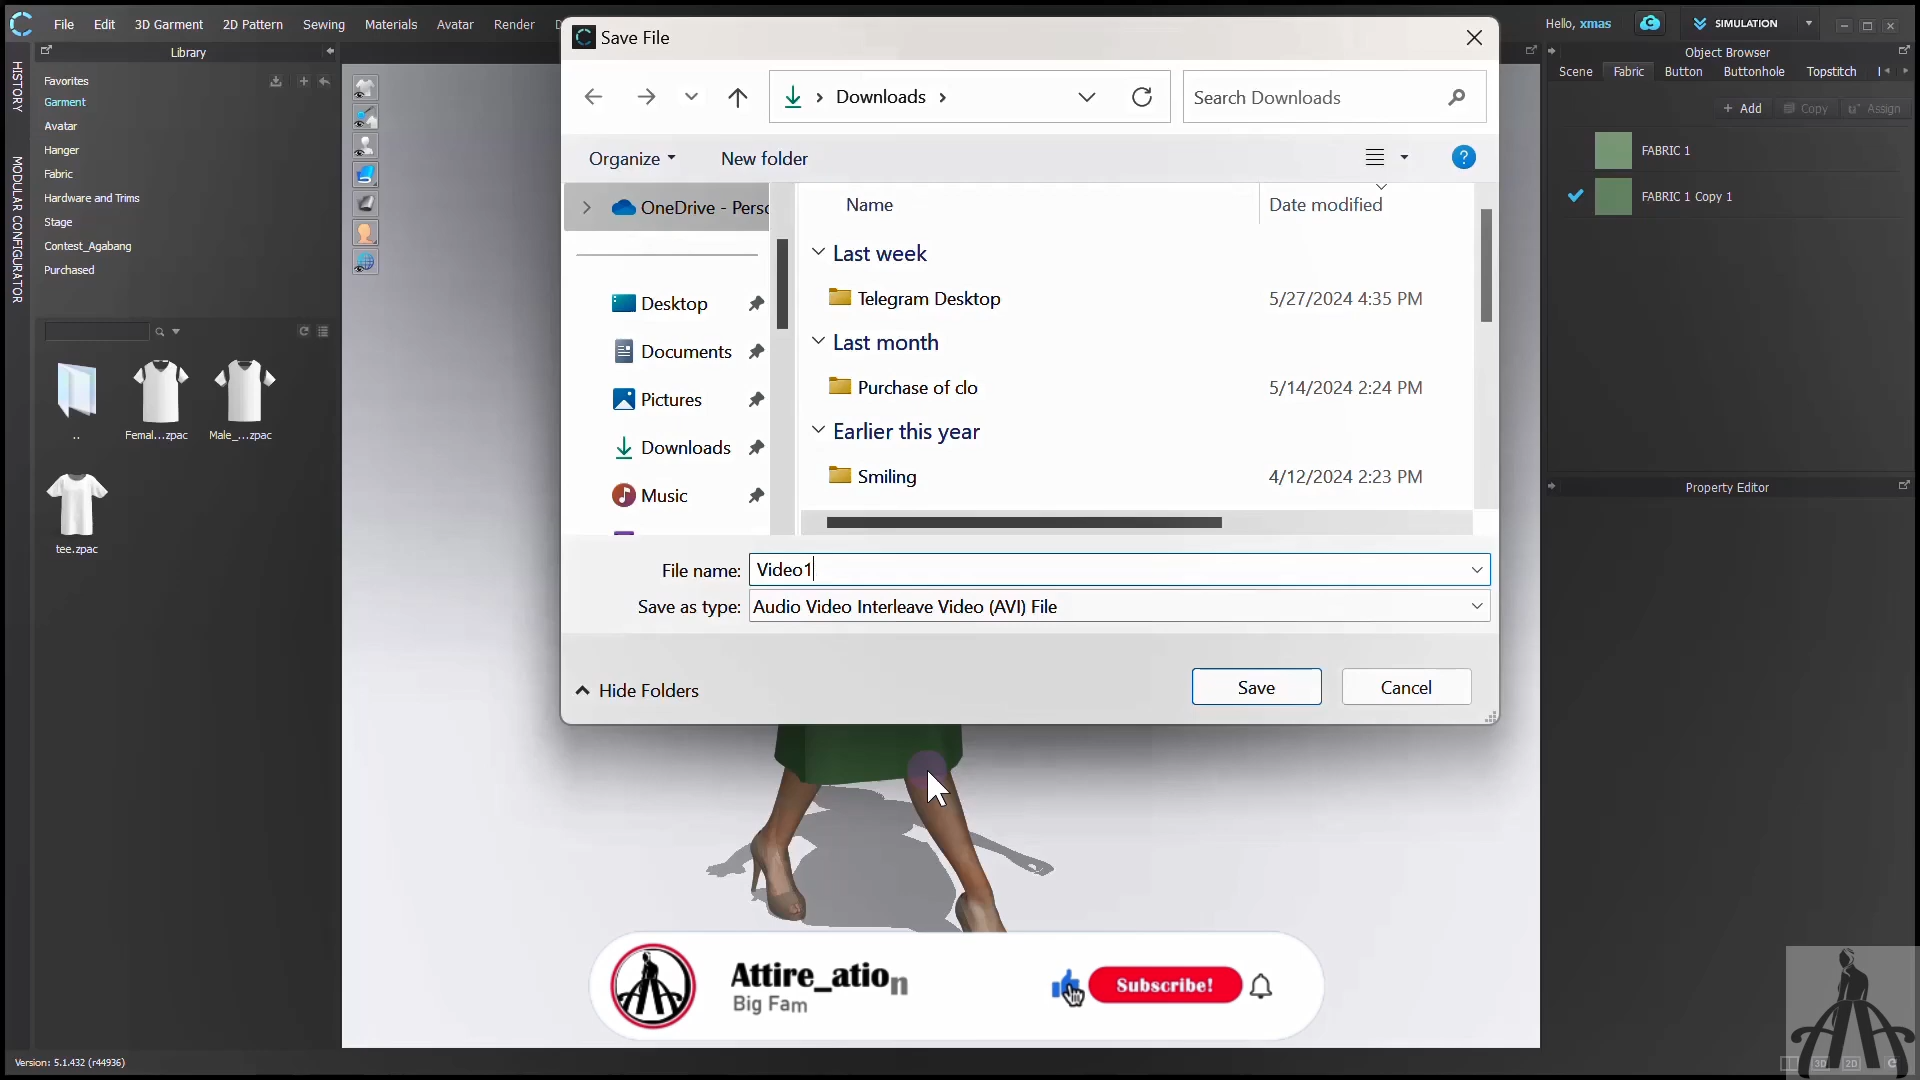 File Edit 3D Garment 2D Pattern Sewing Materials Avatar Render
Hello, xmas SIMULATION
HISTORY
MODULAR CONFIGURATOR
Library
Favorites
Garment
Avatar
Hanger
Fabric
Hardware and Trims
Stage
Contest_Agabang
Purchased
..
Femal...zpac
Male_...zpac
tee.zpac
Save File
Downloads
Search Downloads
Organize
New folder
OneDrive - Perso
Desktop
Documents
Pictures
Downloads
Music
Name Date modified
Last week
Telegram Desktop 5/27/2024 4:35 PM
Last month
Purchase of clo 5/14/2024 2:24 PM
Earlier this year
Smiling 4/12/2024 2:23 PM
File name: Video1
Save as type: Audio Video Interleave Video (AVI) File
Hide Folders
Save
Cancel
Object Browser
Scene Fabric Button Buttonhole Topstitch
+ Add Copy Assign
FABRIC 1
FABRIC 1 Copy 1
Property Editor
Attire_ation
Big Fam
Subscribe!
Version: 5.1.432 (r44936)
3D 2D